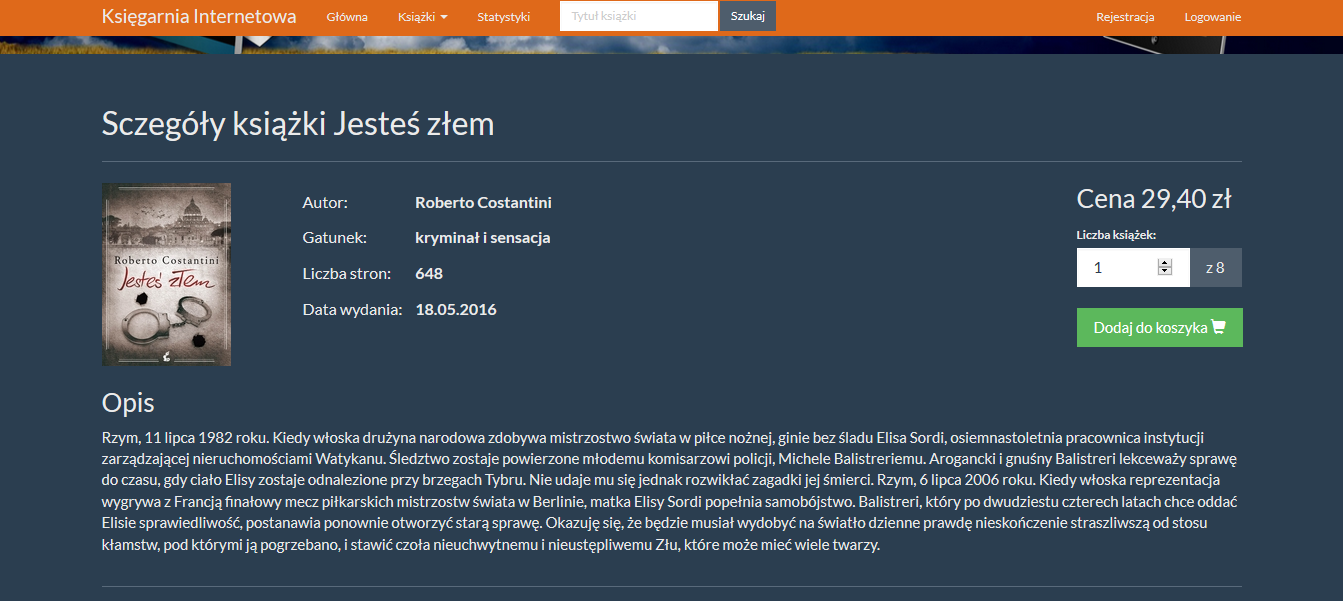 Księgarnia Internetowa Główna Książki Statystyki Tytuł książki Szukaj Rejestracja Logowanie
Sczegóły książki Jesteś złem
Roberto Costantini
Jesteś złem
Autor: Roberto Costantini
Gatunek: kryminał i sensacja
Liczba stron: 648
Data wydania: 18.05.2016
Cena 29,40 zł
Liczba książek:
1 z 8
Dodaj do koszyka
Opis
Rzym, 11 lipca 1982 roku. Kiedy włoska drużyna narodowa zdobywa mistrzostwo świata w piłce nożnej, ginie bez śladu Elisa Sordi, osiemnastoletnia pracownica instytucji
zarządzającej nieruchomościami Watykanu. Śledztwo zostaje powierzone młodemu komisarzowi policji, Michele Balistreriemu. Arogancki i gnuśny Balistreri lekceważy sprawę
do czasu, gdy ciało Elisy zostaje odnalezione przy brzegach Tybru. Nie udaje mu się jednak rozwikłać zagadki jej śmierci. Rzym, 6 lipca 2006 roku. Kiedy włoska reprezentacja
wygrywa z Francją finałowy mecz piłkarskich mistrzostw świata w Berlinie, matka Elisy Sordi popełnia samobójstwo. Balistreri, który po dwudziestu czterech latach chce oddać
Elisie sprawiedliwość, postanawia ponownie otworzyć starą sprawę. Okazuję się, że będzie musiał wydobyć na światło dzienne prawdę nieskończenie straszliwszą od stosu
kłamstw, pod którymi ją pogrzebano, i stawić czoła nieuchwytnemu i nieustępliwemu Złu, które może mieć wiele twarzy.